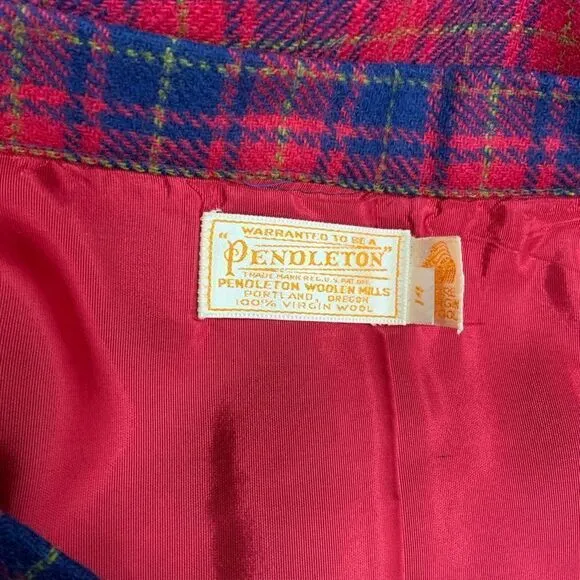 WARRANTED TO BE A
"PENDLETON"
TRADE MARK REG. U.S. PAT. OFF.
PENDLETON WOOLEN MILLS
PORTLAND, OREGON
100% VIRGIN WOOL
14